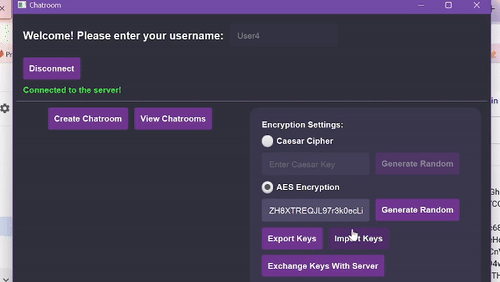 Chatroom
Welcome! Please enter your username: User4
Disconnect
Connected to the server!
Create Chatroom View Chatrooms
Encryption Settings:
Caesar Cipher
Enter Caesar Key Generate Random
AES Encryption
ZH8XTREQJL97r3k0ecLi Generate Random
Export Keys Import Keys
Exchange Keys With Server